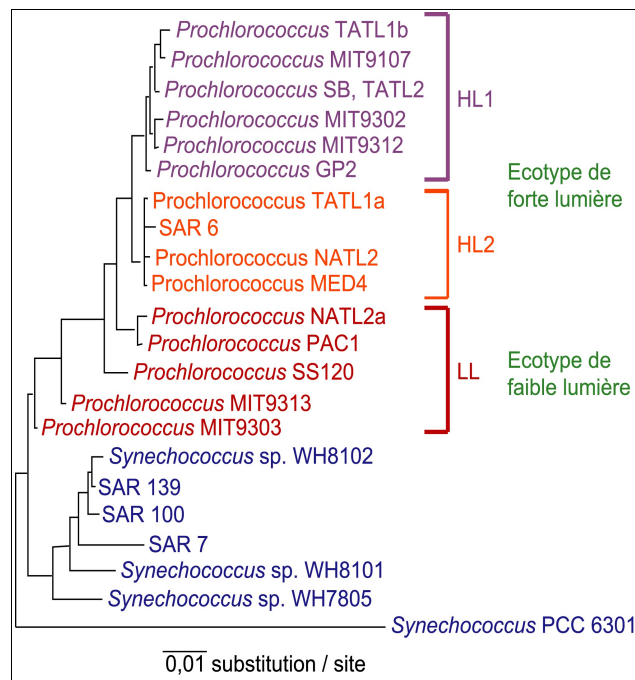 Prochlorococcus TATL1b
Prochlorococcus MIT9107
Prochlorococcus SB, TATL2
Prochlorococcus MIT9302
Prochlorococcus MIT9312
Prochlorococcus GP2
HL1
Prochlorococcus TATL1a
SAR 6
Prochlorococcus NATL2
Prochlorococcus MED4
HL2
Ecotype de
forte lumière
Prochlorococcus NATL2a
Prochlorococcus PAC1
Prochlorococcus SS120
Prochlorococcus MIT9313
Prochlorococcus MIT9303
LL
Ecotype de
faible lumière
Synechococcus sp. WH8102
SAR 139
SAR 100
SAR 7
Synechococcus sp. WH8101
Synechococcus sp. WH7805
Synechococcus PCC 6301
0,01 substitution / site